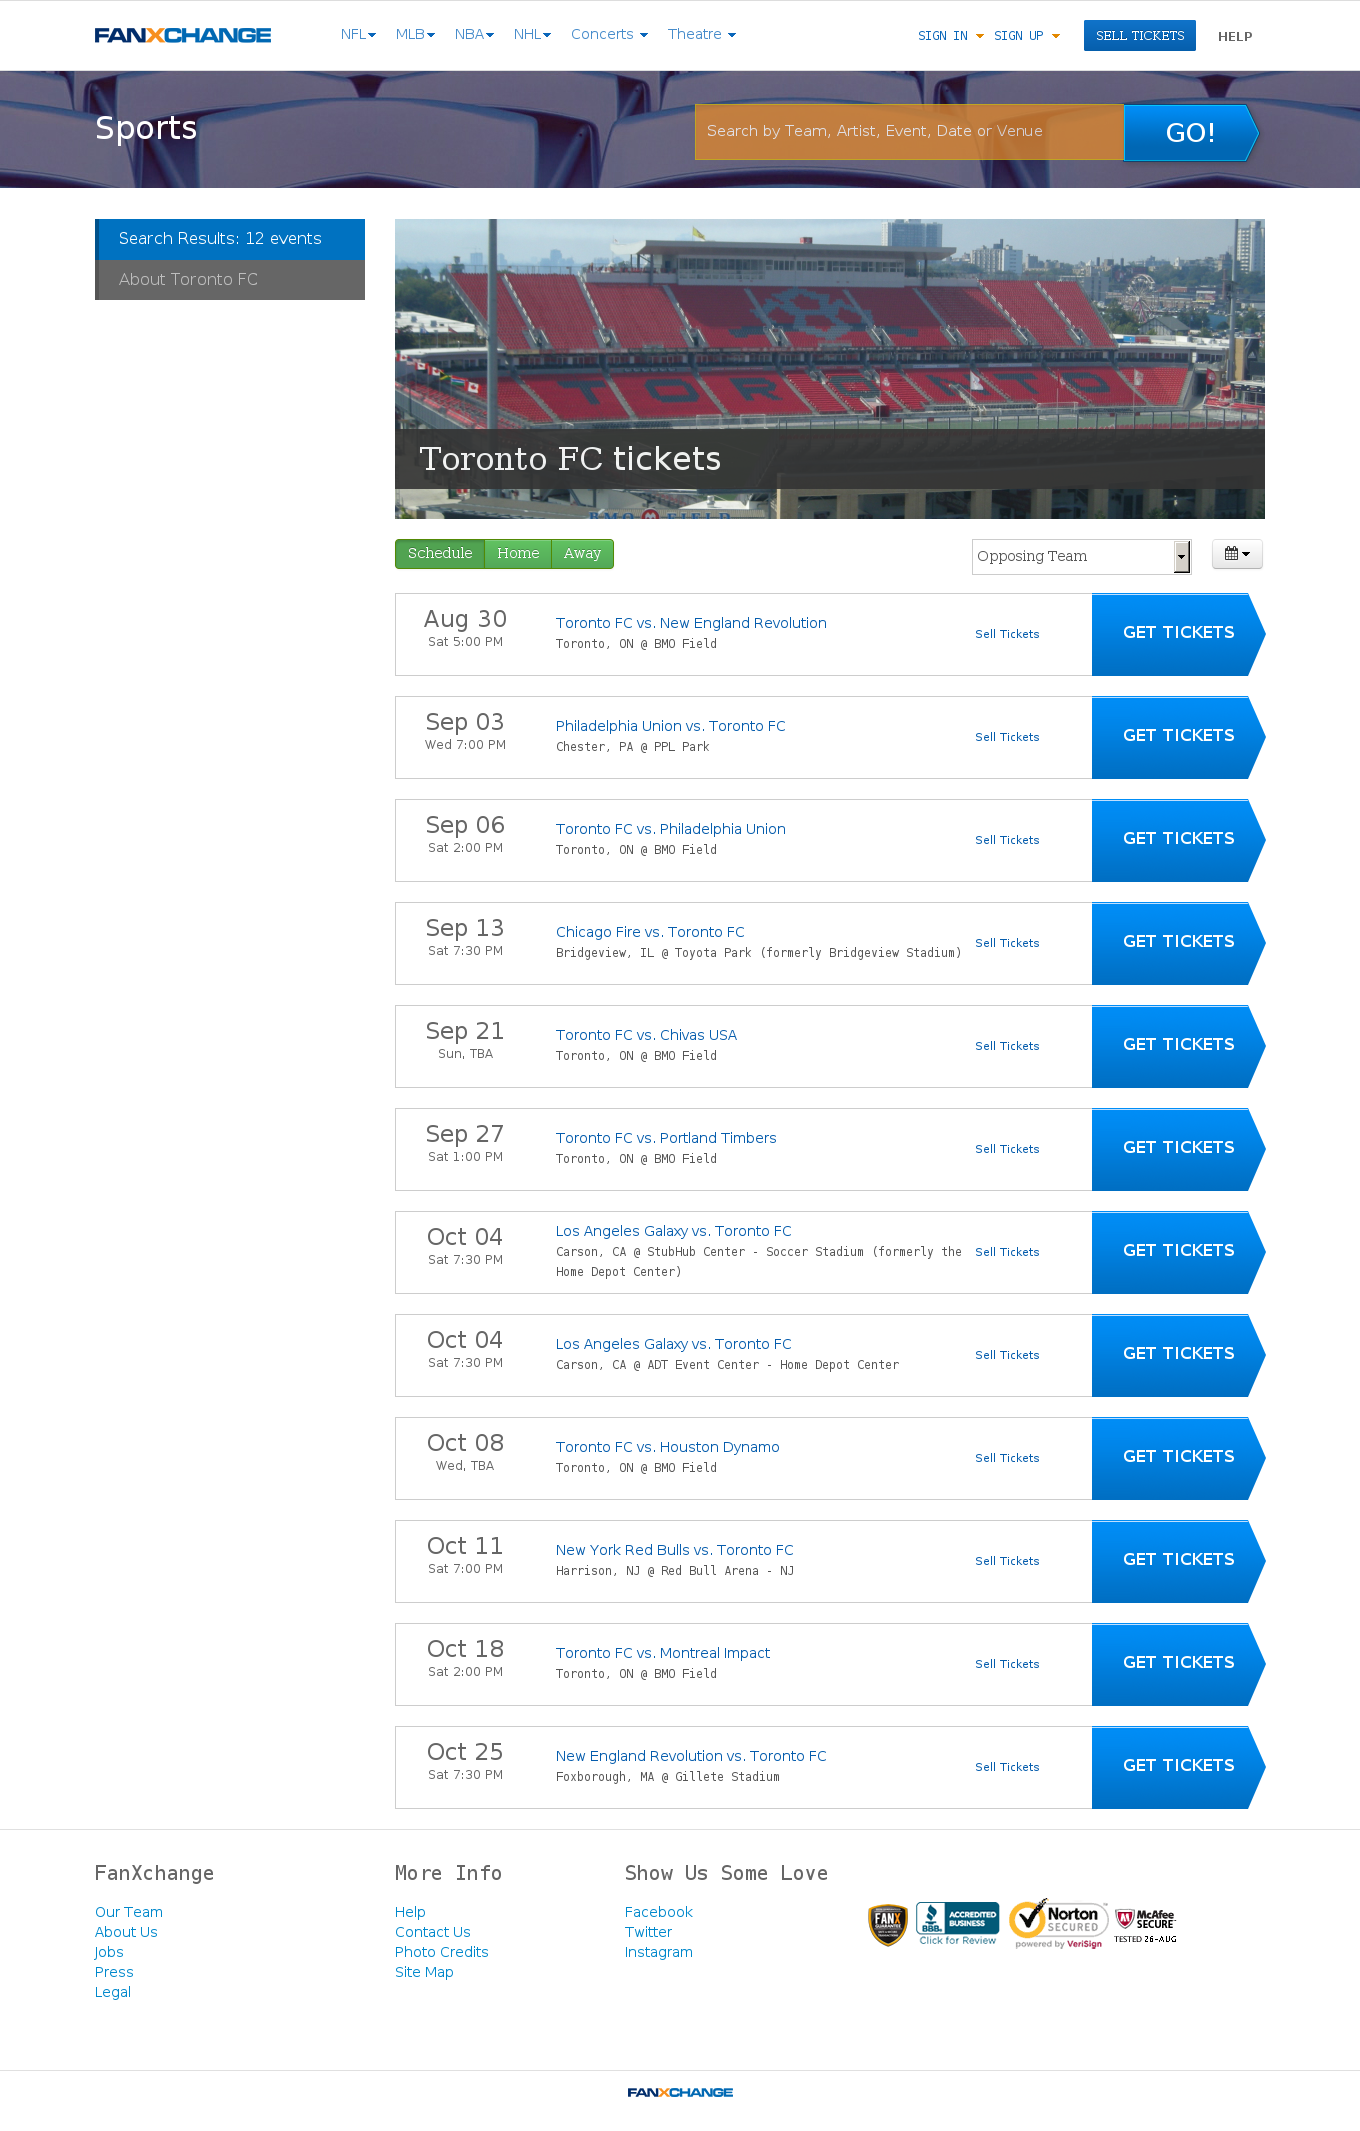 FANXCHANGE
NFL MLB NBA NHL Concerts Theatre
SIGN IN SIGN UP SELL TICKETS HELP
Sports
Search by Team, Artist, Event, Date or Venue GO!
Search Results: 12 events
About Toronto FC
TORONTO
Toronto FC tickets
BMO FIELD
Schedule Home Away
Opposing Team
Aug 30
Sat 5:00 PM
Toronto FC vs. New England Revolution
Toronto, ON @ BMO Field
Sell Tickets
GET TICKETS
Sep 03
Wed 7:00 PM
Philadelphia Union vs. Toronto FC
Chester, PA @ PPL Park
Sell Tickets
GET TICKETS
Sep 06
Sat 2:00 PM
Toronto FC vs. Philadelphia Union
Toronto, ON @ BMO Field
Sell Tickets
GET TICKETS
Sep 13
Sat 7:30 PM
Chicago Fire vs. Toronto FC
Bridgeview, IL @ Toyota Park (formerly Bridgeview Stadium)
Sell Tickets
GET TICKETS
Sep 21
Sun, TBA
Toronto FC vs. Chivas USA
Toronto, ON @ BMO Field
Sell Tickets
GET TICKETS
Sep 27
Sat 1:00 PM
Toronto FC vs. Portland Timbers
Toronto, ON @ BMO Field
Sell Tickets
GET TICKETS
Oct 04
Sat 7:30 PM
Los Angeles Galaxy vs. Toronto FC
Carson, CA @ StubHub Center - Soccer Stadium (formerly the
Home Depot Center)
Sell Tickets
GET TICKETS
Oct 04
Sat 7:30 PM
Los Angeles Galaxy vs. Toronto FC
Carson, CA @ ADT Event Center - Home Depot Center
Sell Tickets
GET TICKETS
Oct 08
Wed, TBA
Toronto FC vs. Houston Dynamo
Toronto, ON @ BMO Field
Sell Tickets
GET TICKETS
Oct 11
Sat 7:00 PM
New York Red Bulls vs. Toronto FC
Harrison, NJ @ Red Bull Arena - NJ
Sell Tickets
GET TICKETS
Oct 18
Sat 2:00 PM
Toronto FC vs. Montreal Impact
Toronto, ON @ BMO Field
Sell Tickets
GET TICKETS
Oct 25
Sat 7:30 PM
New England Revolution vs. Toronto FC
Foxborough, MA @ Gillete Stadium
Sell Tickets
GET TICKETS
FanXchange
Our Team
About Us
Jobs
Press
Legal
More Info
Help
Contact Us
Photo Credits
Site Map
Show Us Some Love
Facebook
Twitter
Instagram
FANX
GUARANTEE
BBB.
ACCREDITED
BUSINESS
Click for Review
Norton
SECURED
powered by VeriSign
McAfee
SECURE
TESTED 26-AUG
FANXCHANGE